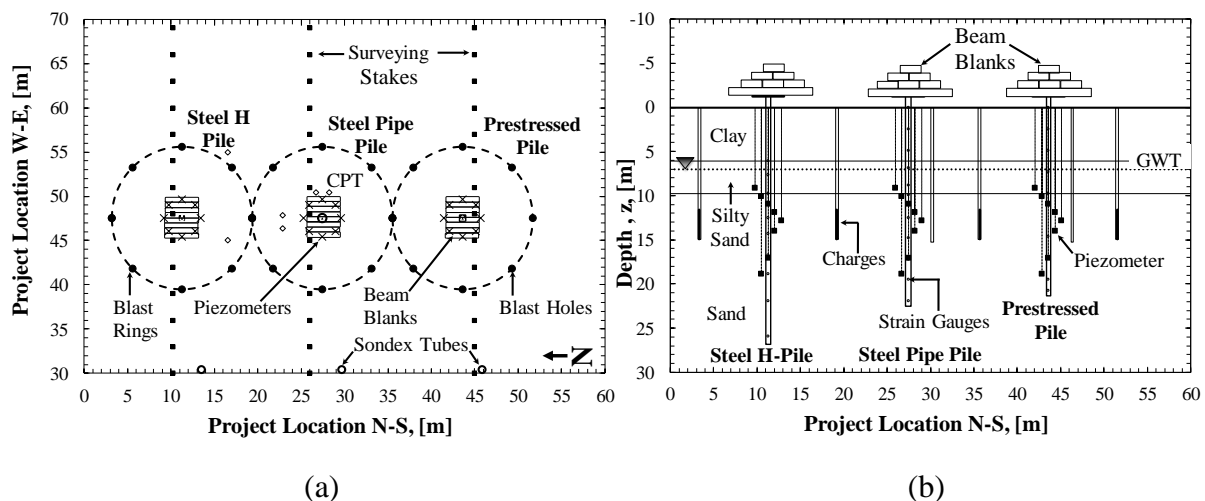 70
65
60
55
50
45
40
35
30
Project Location W-E, [m]
Surveying
Stakes
Steel H
Pile
Steel Pipe
Pile
Prestressed
Pile
CPT
Blast
Rings
Piezometers
Beam
Blanks
Blast Holes
Sondex Tubes
N
0 5 10 15 20 25 30 35 40 45 50 55 60
Project Location N-S, [m]
(a)
-10
-5
0
5
10
15
20
25
30
Depth , z, [m]
Beam
Blanks
Clay
GWT
Silty
Sand
Charges
Piezometer
Sand
Strain Gauges
Prestressed
Pile
Steel H-Pile
Steel Pipe Pile
0 5 10 15 20 25 30 35 40 45 50 55 60
Project Location N-S, [m]
(b)